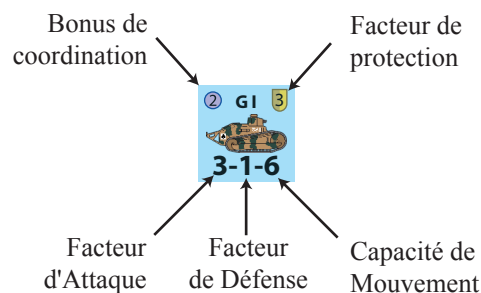 Bonus de
coordination
Facteur de
protection
2 GI 3
3-1-6
Facteur
d'Attaque
Facteur
de Défense
Capacité de
Mouvement